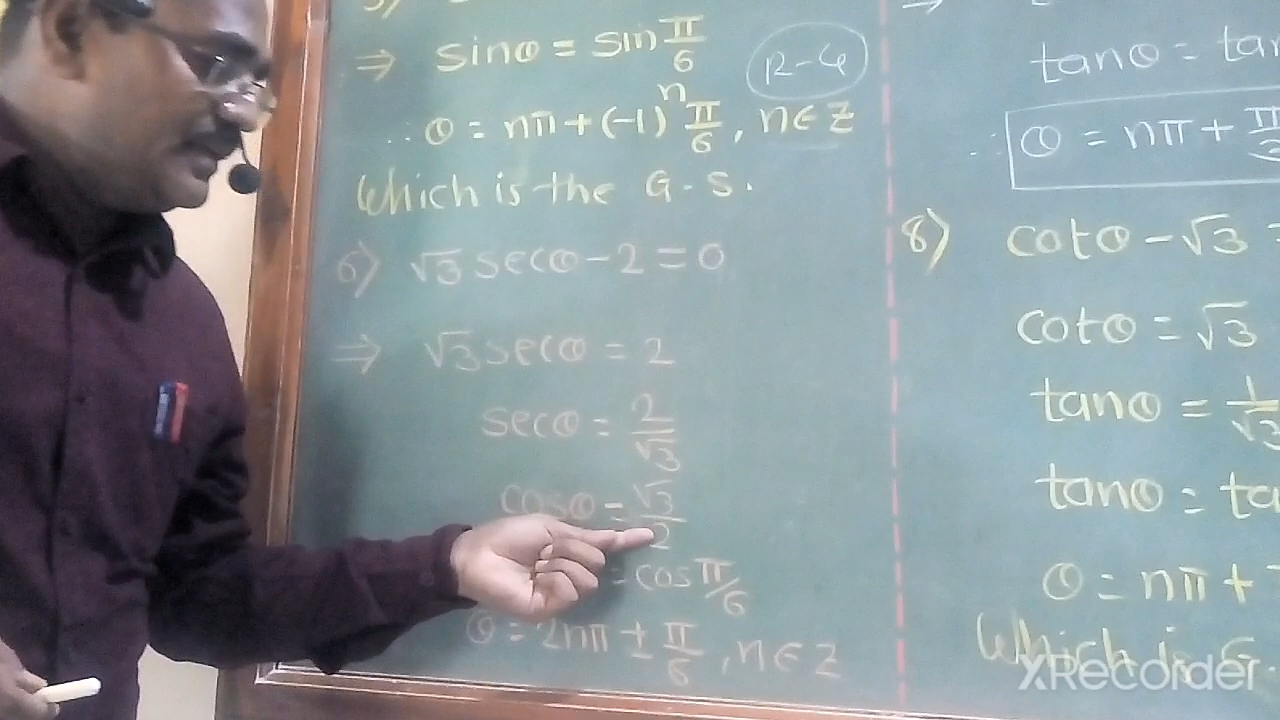 5)
⇒ sinθ = sin π/6
R-4
∴ θ = nπ + (-1)^n π/6, n ∈ Z
Which is the G.S.
6) √3 secθ - 2 = 0
⇒ √3 secθ = 2
secθ = 2/√3
cosθ = √3/2
= cos π/6
θ = 2nπ ± π/6, n ∈ Z
⇒
tanθ = tan
∴ θ = nπ + π/3
8) cotθ - √3 =
cotθ = √3
tanθ = 1/√3
tanθ = ta
θ = nπ +
Which is G.
XRecorder